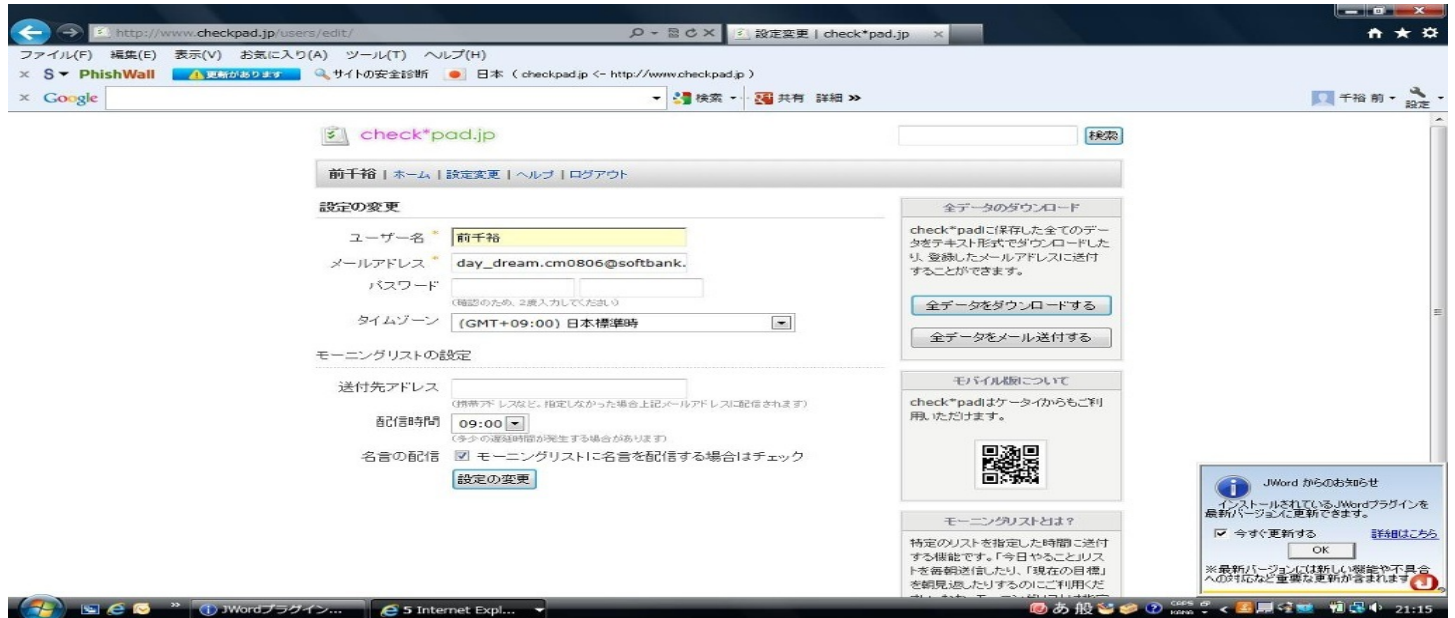 http://www.checkpad.jp/users/edit/
設定変更 | check*pad.jp
ファイル(F) 編集(E) 表示(V) お気に入り(A) ツール(T) ヘルプ(H)
PhishWall 更新があります サイトの安全診断 日本 ( checkpad.jp <- http://www.checkpad.jp )
Google 検索 共有 詳細 »
千裕 前 設定
check*pad.jp
検索
前千裕 | ホーム | 設定変更 | ヘルプ | ログアウト
設定の変更
ユーザー名 * 前千裕
メールアドレス * day_dream.cm0806@softbank.
パスワード
(確認のため、2度入力してください)
タイムゾーン (GMT+09:00) 日本標準時
モーニングリストの設定
送付先アドレス
(携帯アドレスなど。指定しなかった場合上記メールアドレスに配信されます)
配信時間 09:00
(多少の遅延時間が発生する場合があります)
名言の配信 モーニングリストに名言を配信する場合はチェック
設定の変更
全データのダウンロード
check*padに保存した全てのデー
タをテキスト形式でダウンロードした
り、登録したメールアドレスに送付
することができます。
全データをダウンロードする
全データをメール送付する
モバイル版について
check*padはケータイからもご利
用いただけます。
モーニングリストとは？
特定のリストを指定した時間に送付
する機能です。「今日やること」リス
トを毎朝送信したり、「現在の目標」
を朝見返したりするのにご利用くだ
JWord からのお知らせ
インストールされているJWordプラグインを
最新バージョンに更新できます。
今すぐ更新する 詳細はこちら
OK
※最新バージョンには新しい機能や不具合
への対応など重要な更新が含まれます
JWordプラグイン... 5 Internet Expl...
あ 般 CAPS KANA 21:15